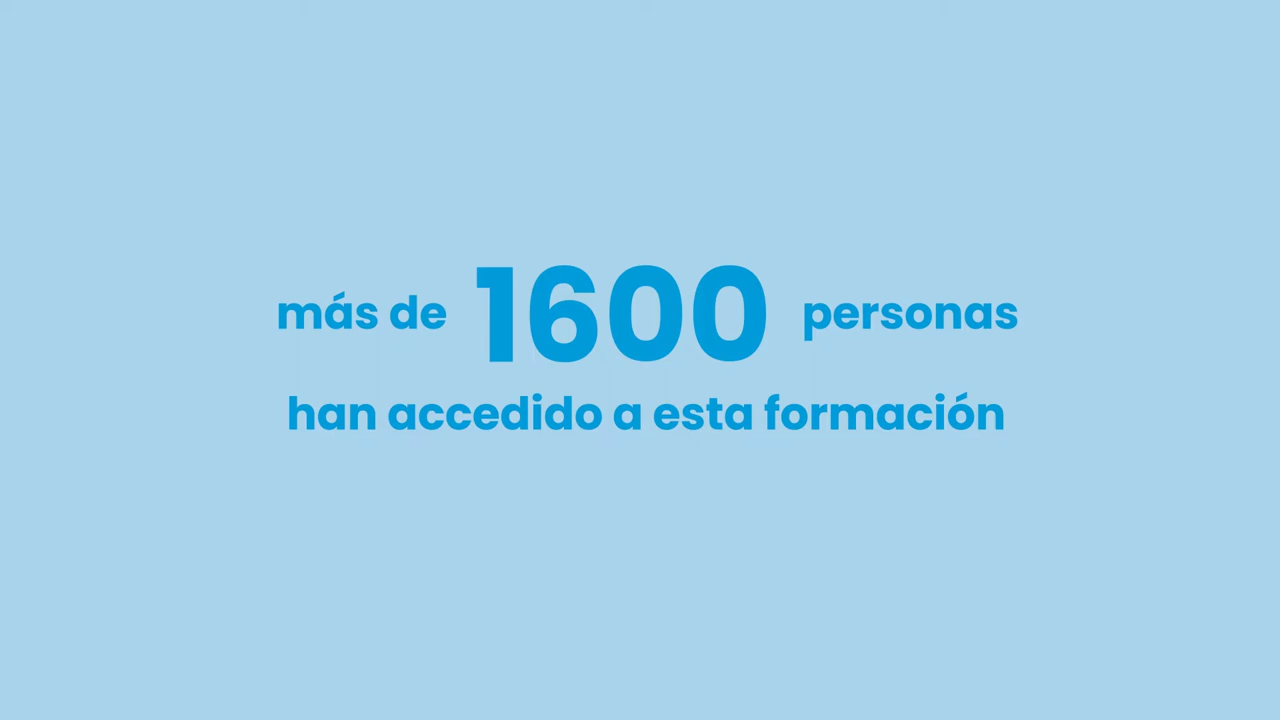 más de 1600 personas
han accedido a esta formación